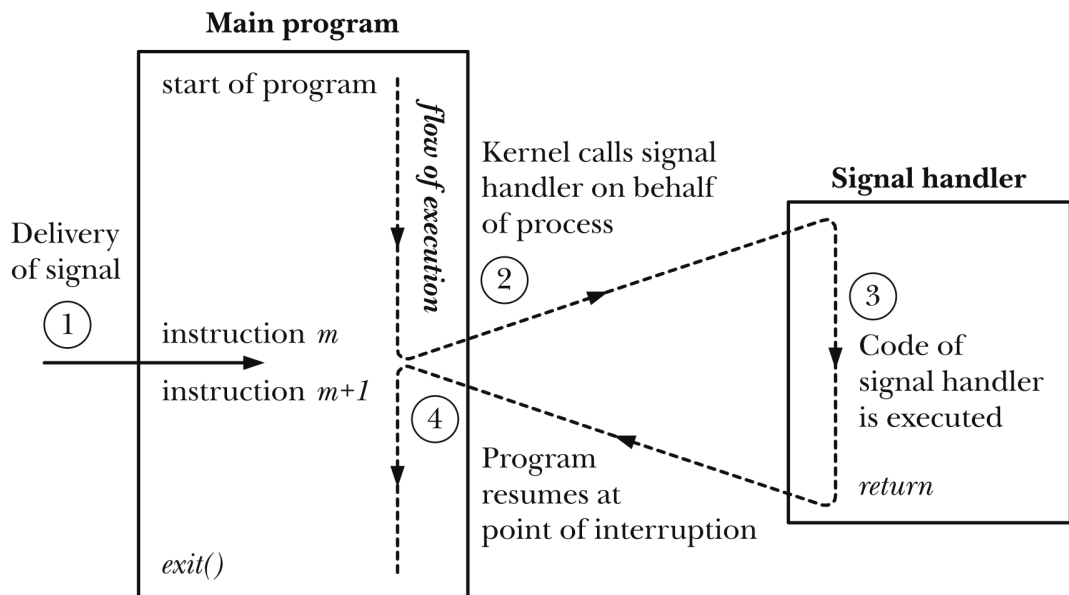 Main program
start of program
flow of execution
Kernel calls signal
handler on behalf
of process
Signal handler
Delivery
of signal
1
2
3
instruction m
instruction m+1
Code of
signal handler
is executed
4
Program
resumes at
point of interruption
return
exit()